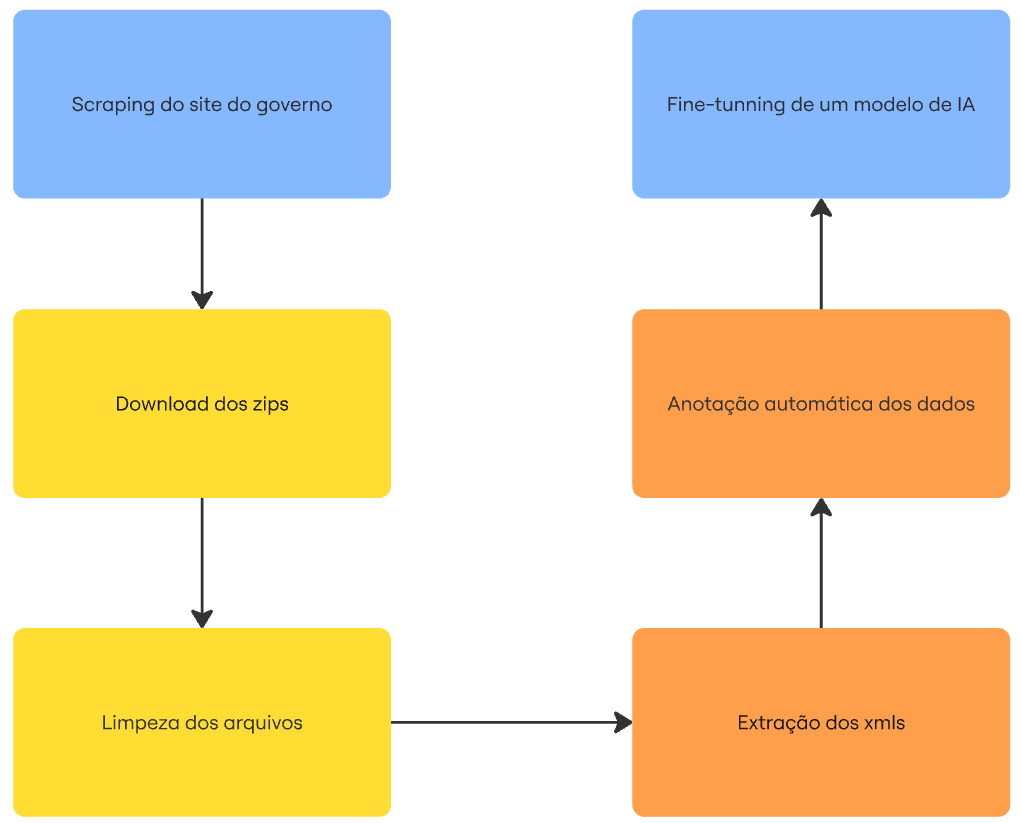 Scraping do site do governo
Download dos zips
Limpeza dos arquivos
Extração dos xmls
Anotação automática dos dados
Fine-tunning de um modelo de IA